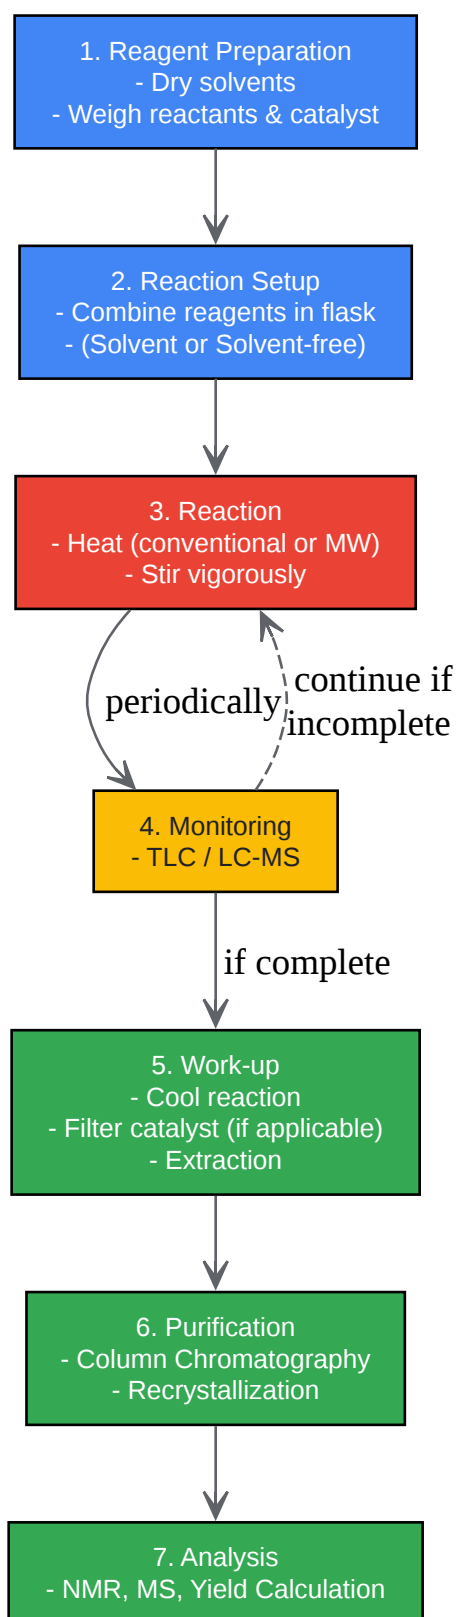 1. Reagent Preparation
- Dry solvents
- Weigh reactants & catalyst
2. Reaction Setup
- Combine reagents in flask
- (Solvent or Solvent-free)
3. Reaction
- Heat (conventional or MW)
- Stir vigorously
periodically
continue if
incomplete
4. Monitoring
- TLC / LC-MS
if complete
5. Work-up
- Cool reaction
- Filter catalyst (if applicable)
- Extraction
6. Purification
- Column Chromatography
- Recrystallization
7. Analysis
- NMR, MS, Yield Calculation